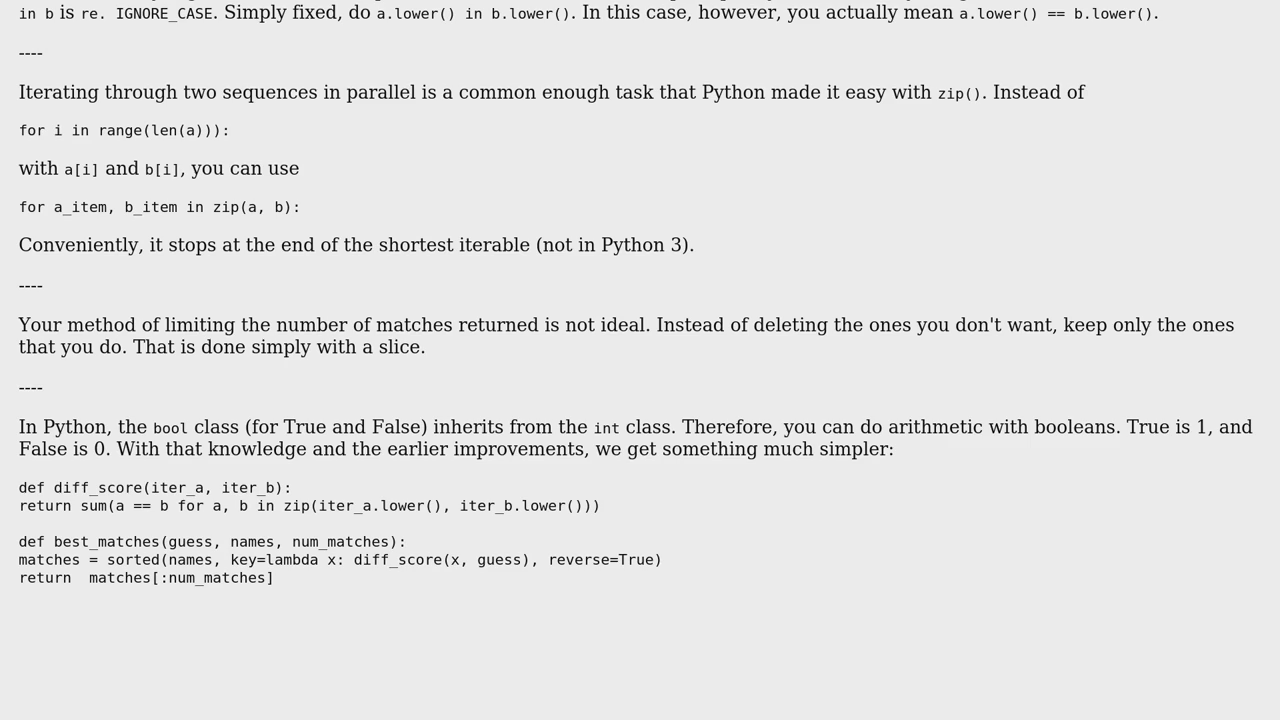 in b is re. IGNORE_CASE. Simply fixed, do a.lower() in b.lower(). In this case, however, you actually mean a.lower() == b.lower().
----
Iterating through two sequences in parallel is a common enough task that Python made it easy with zip(). Instead of
for i in range(len(a))):
with a[i] and b[i], you can use
for a_item, b_item in zip(a, b):
Conveniently, it stops at the end of the shortest iterable (not in Python 3).
----
Your method of limiting the number of matches returned is not ideal. Instead of deleting the ones you don't want, keep only the ones
that you do. That is done simply with a slice.
----
In Python, the bool class (for True and False) inherits from the int class. Therefore, you can do arithmetic with booleans. True is 1, and
False is 0. With that knowledge and the earlier improvements, we get something much simpler:
def diff_score(iter_a, iter_b):
return sum(a == b for a, b in zip(iter_a.lower(), iter_b.lower()))
def best_matches(guess, names, num_matches):
matches = sorted(names, key=lambda x: diff_score(x, guess), reverse=True)
return  matches[:num_matches]